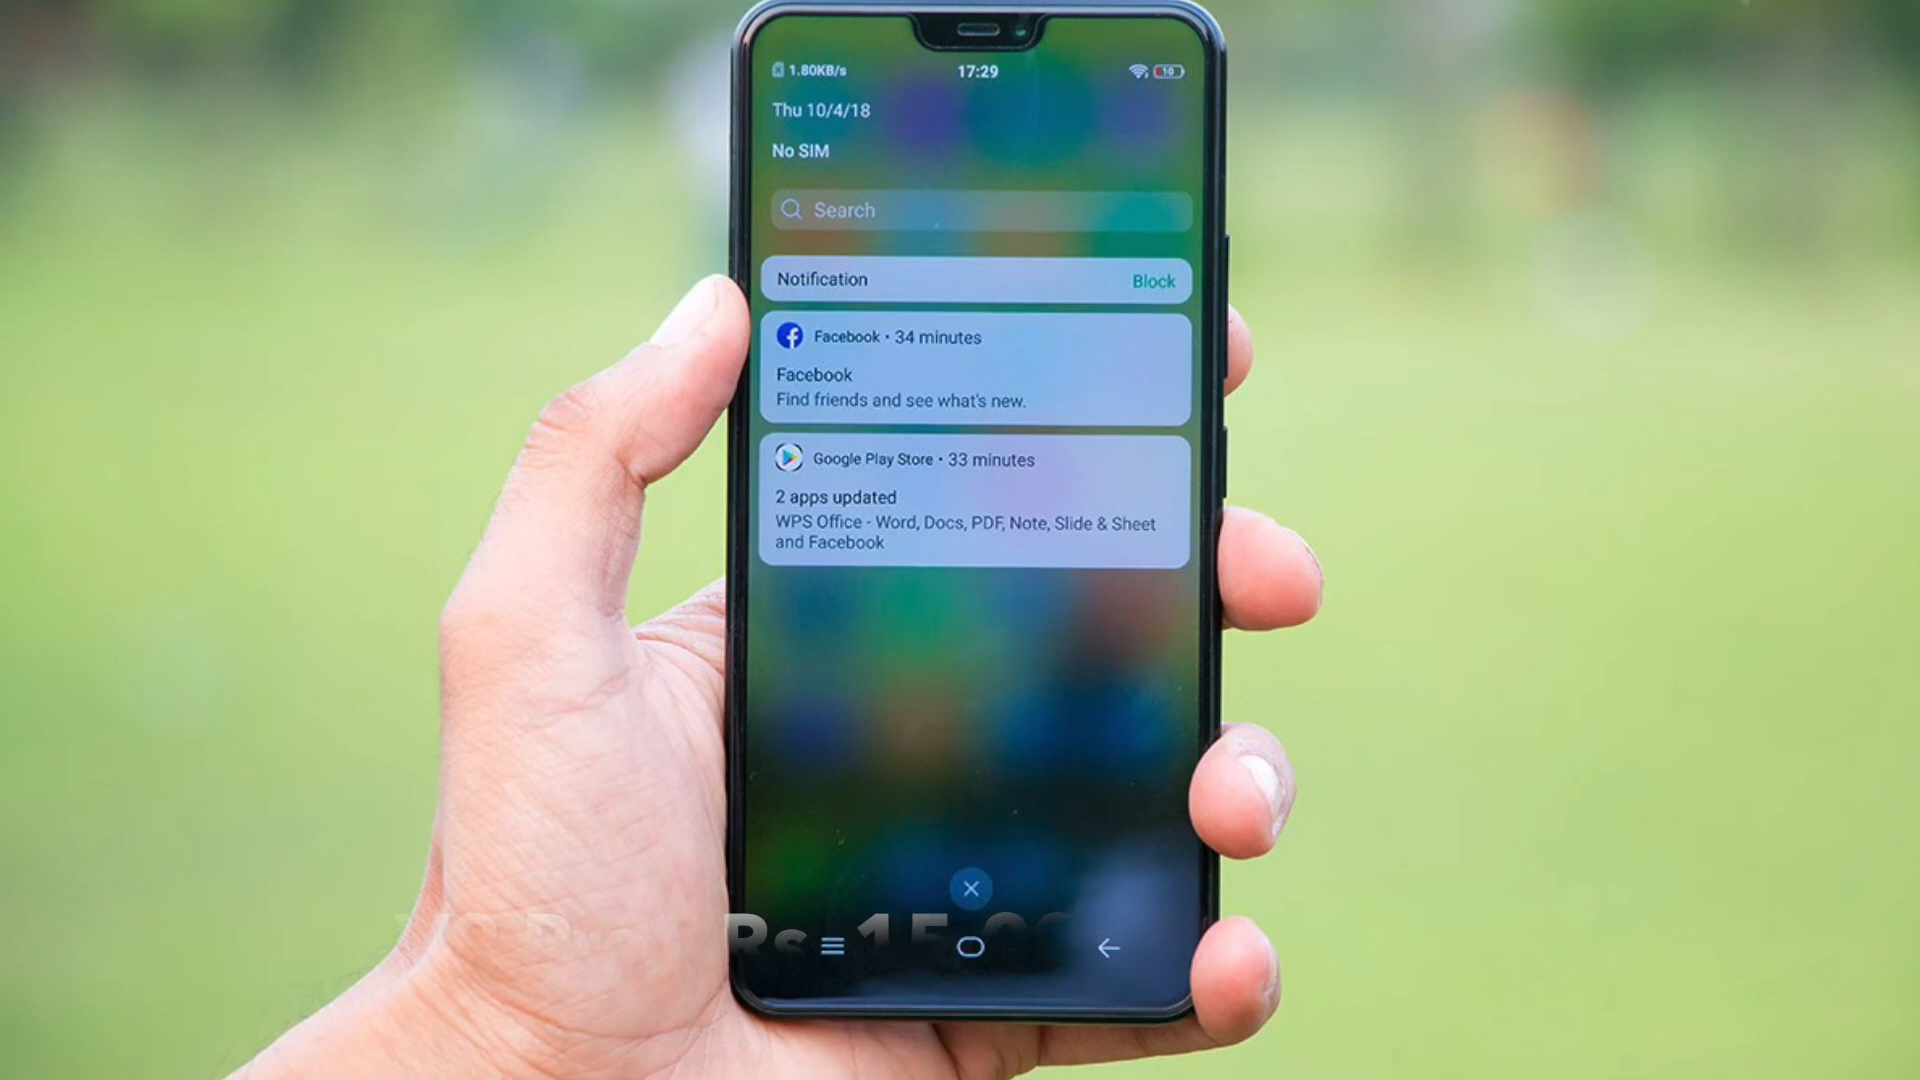 1.80KB/s 17:29 10
Thu 10/4/18
No SIM
Search
Notification Block
Facebook • 34 minutes
Facebook
Find friends and see what's new.
Google Play Store • 33 minutes
2 apps updated
WPS Office - Word, Docs, PDF, Note, Slide & Sheet
and Facebook
Rs